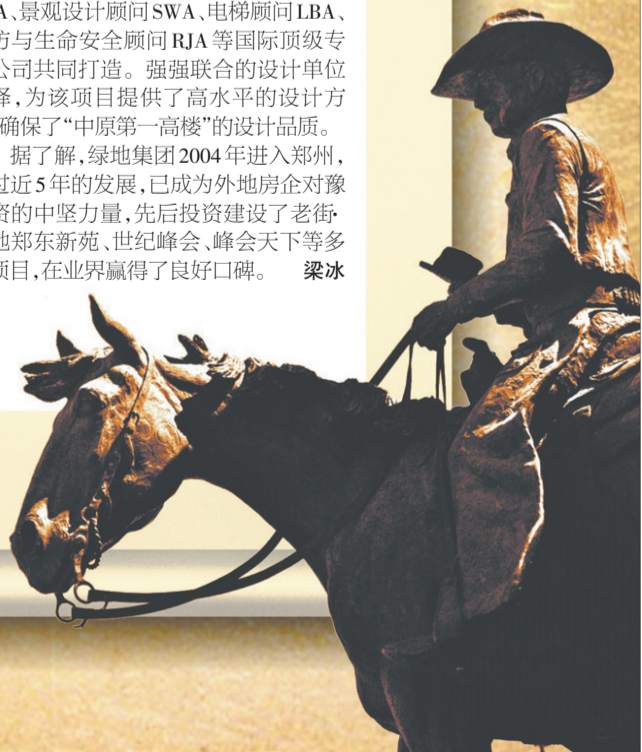 A、景观设计顾问SWA、电梯顾问LBA、
方与生命安全顾问RJA等国际顶级专
公司共同打造。强强联合的设计单位
择,为该项目提供了高水平的设计方
确保了“中原第一高楼”的设计品质。
据了解,绿地集团2004年进入郑州,
过近5年的发展,已成为外地房企对豫
资的中坚力量,先后投资建设了老街·
地郑东新苑、世纪峰会、峰会天下等多
项目,在业界赢得了良好口碑。 梁冰